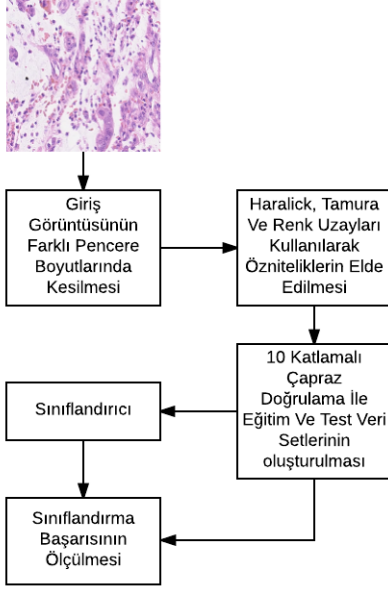 Giriş
Görüntüsünün
Farklı Pencere
Boyutlarında
Kesilmesi
Haralick, Tamura
Ve Renk Uzayları
Kullanılarak
Özniteliklerin Elde
Edilmesi
10 Katlamalı
Çapraz
Doğrulama İle
Eğitim Ve Test Veri
Setlerinin
oluşturulması
Sınıflandırıcı
Sınıflandırma
Başarısının
Ölçülmesi